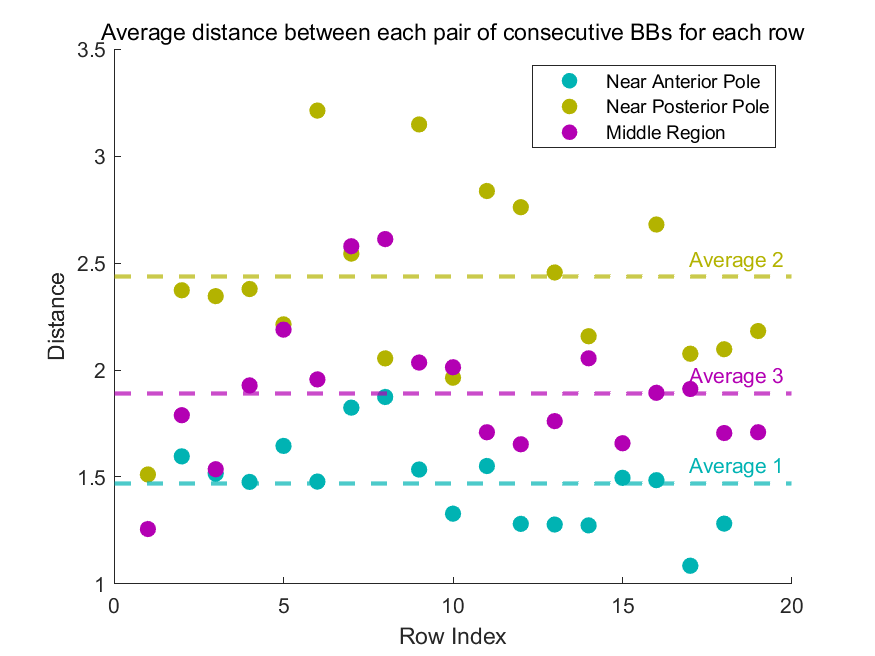 Average distance between each pair of consecutive BBs for each row
3.5
3
2.5
2
1.5
1
Distance
Near Anterior Pole
Near Posterior Pole
Middle Region
Average 2
Average 3
Average 1
0
5
10
15
20
Row Index